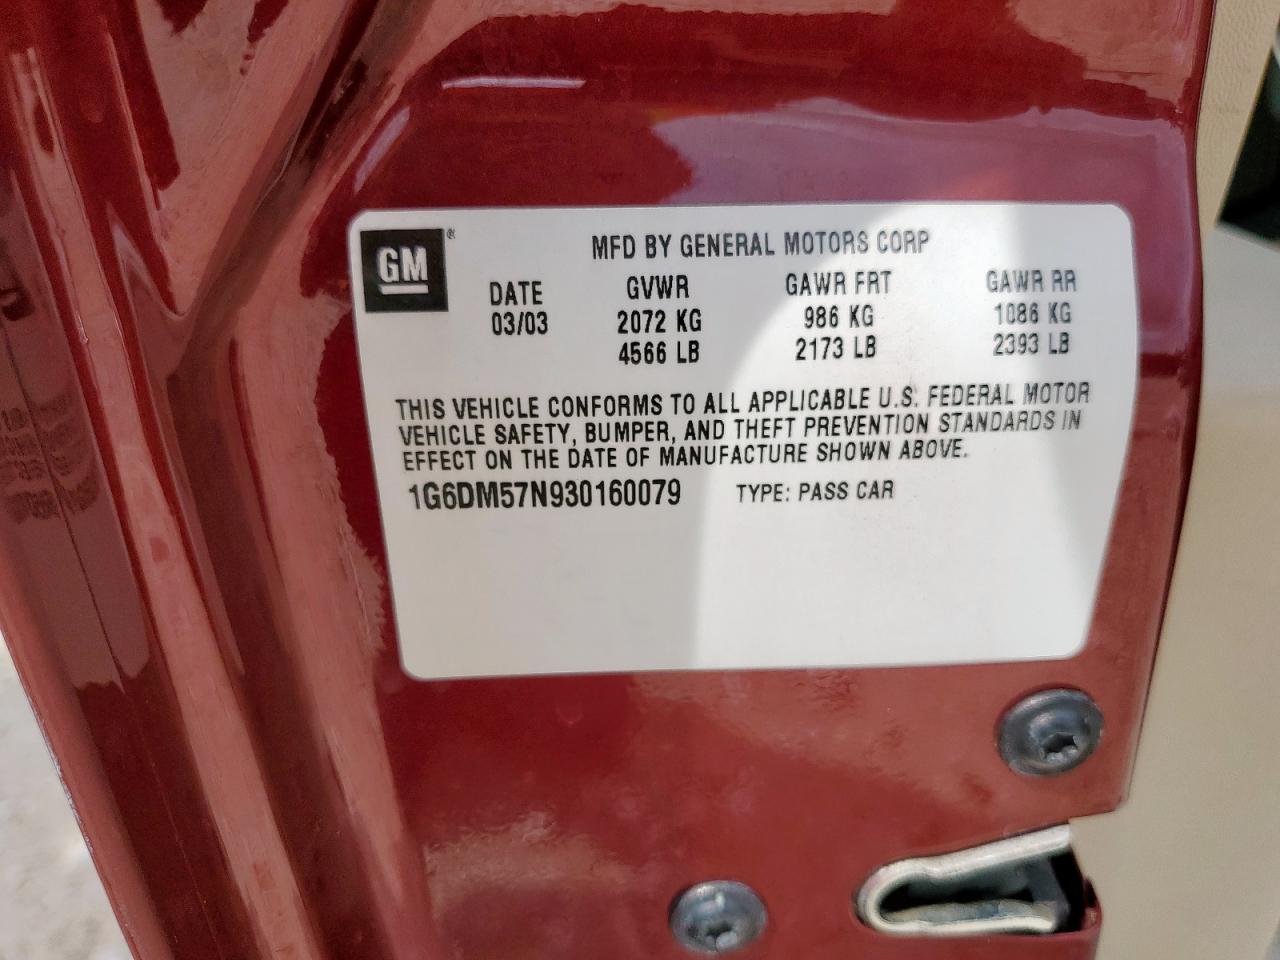 GM ®
MFD BY GENERAL MOTORS CORP
DATE GVWR GAWR FRT GAWR RR
03/03 2072 KG 986 KG 1086 KG
4566 LB 2173 LB 2393 LB
THIS VEHICLE CONFORMS TO ALL APPLICABLE U.S. FEDERAL MOTOR
VEHICLE SAFETY, BUMPER, AND THEFT PREVENTION STANDARDS IN
EFFECT ON THE DATE OF MANUFACTURE SHOWN ABOVE.
1G6DM57N930160079 TYPE: PASS CAR